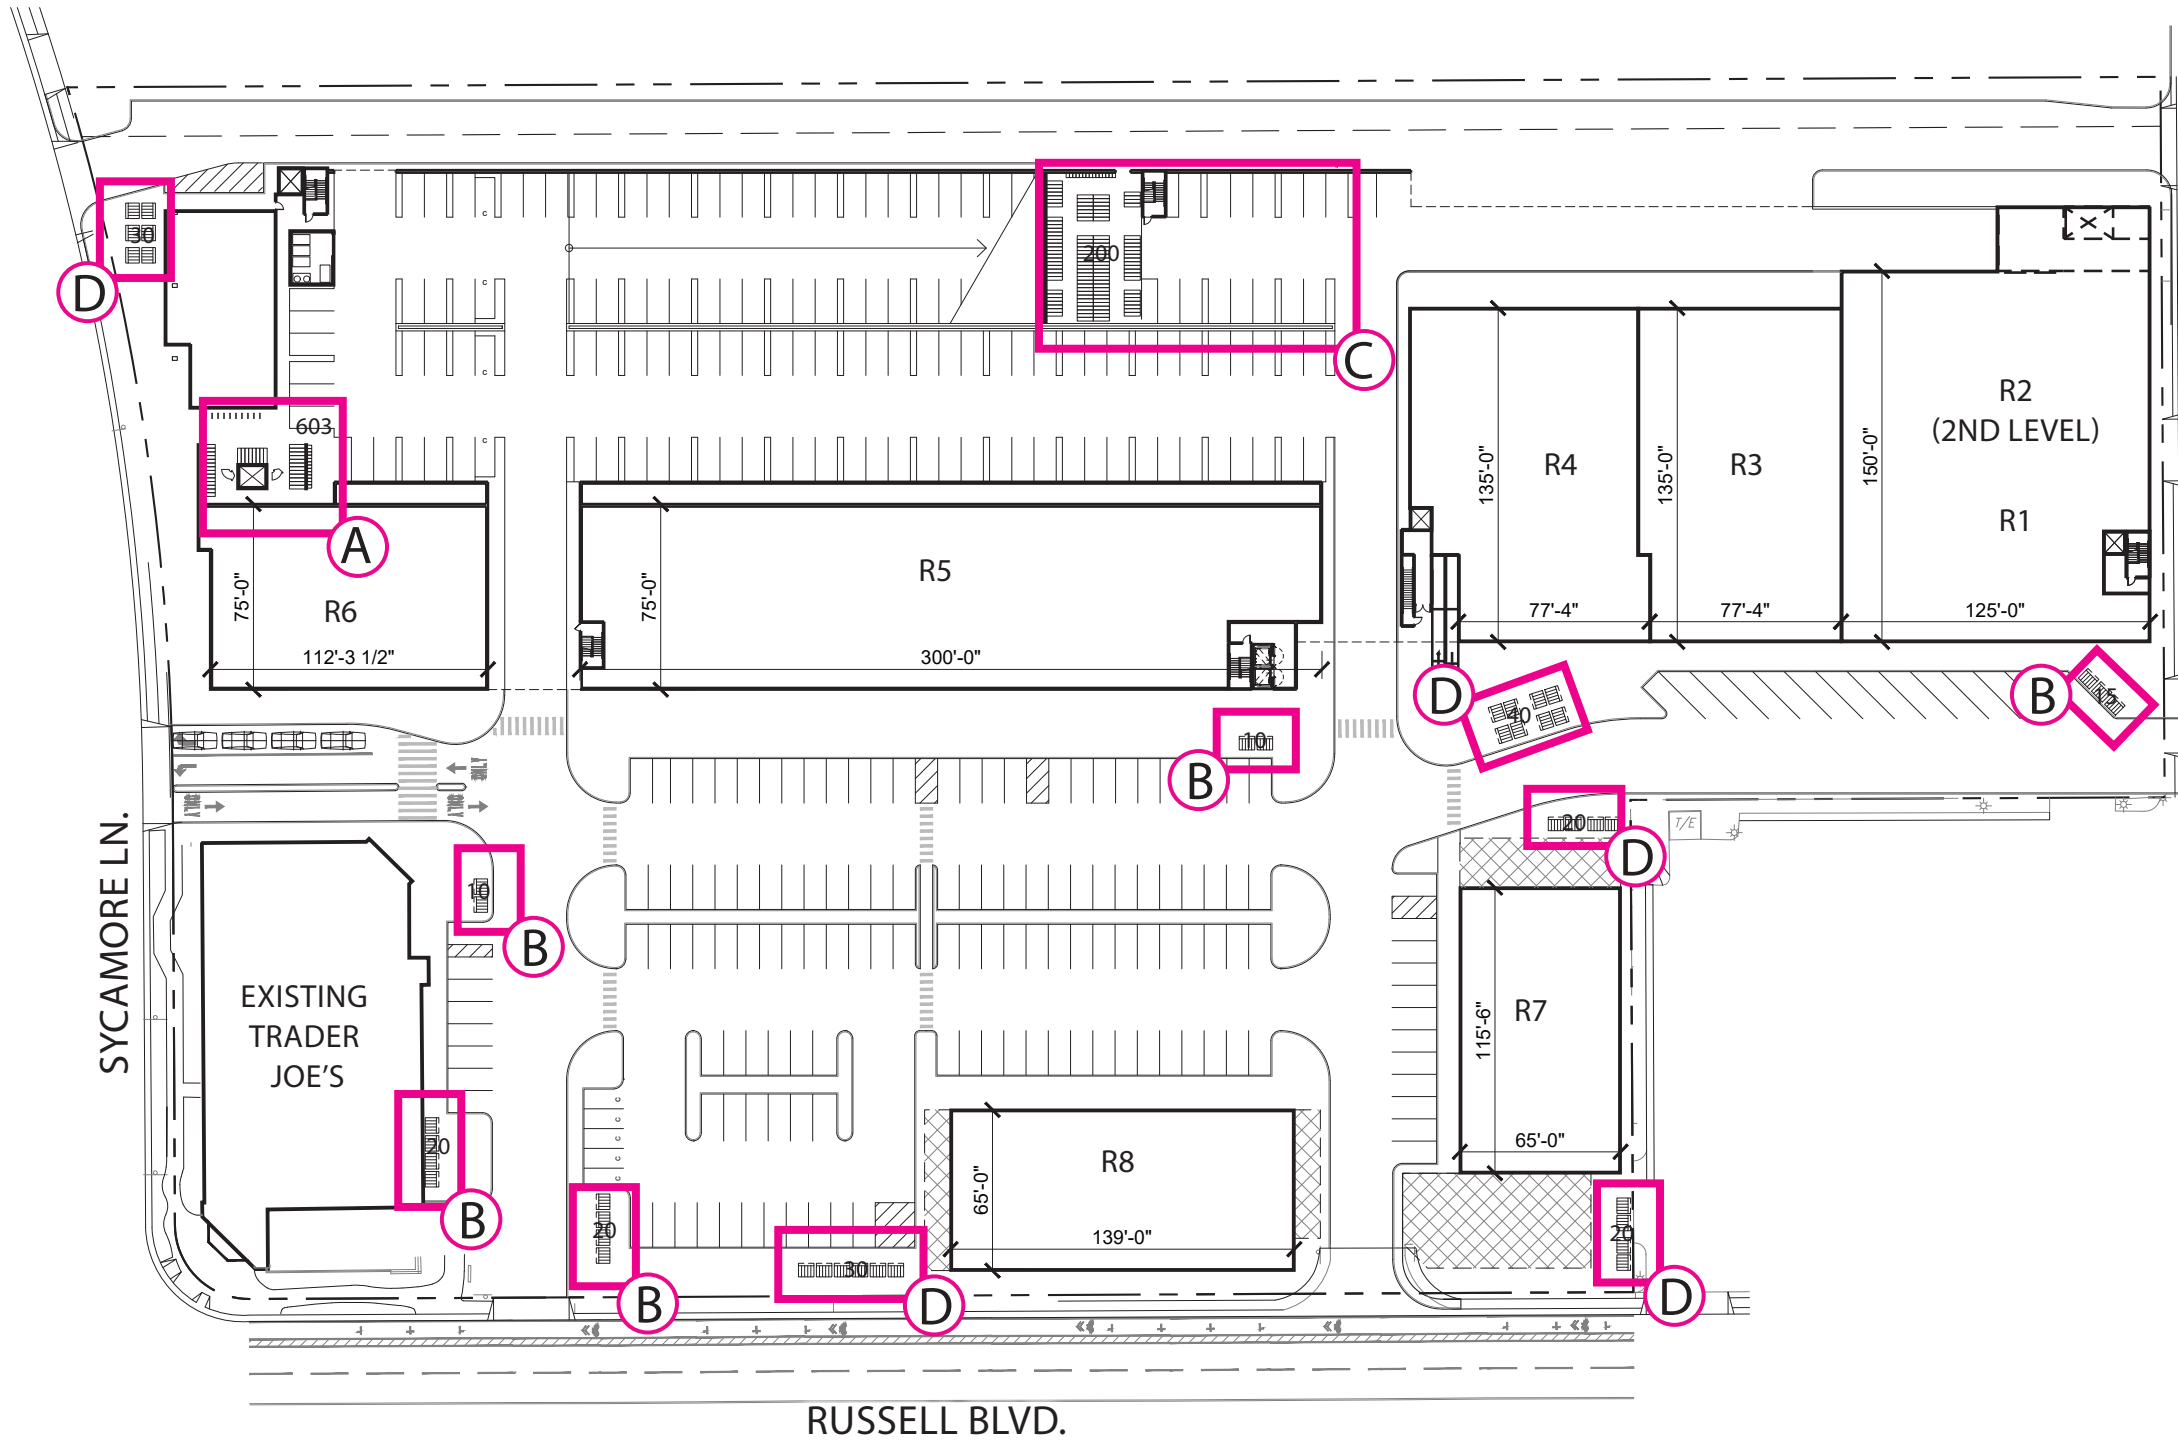 30
D
200
C
603
A
75'-0"
R6
112'-3 1/2"
75'-0"
R5
300'-0"
135'-0"
R4
77'-4"
135'-0"
R3
77'-4"
150'-0"
R2
(2ND LEVEL)
R1
125'-0"
D
40
B
15
10
B
20
D
T/E
ONLY
ONLY
ONLY
10
B
SYCAMORE LN.
EXISTING
TRADER
JOE'S
20
B
20
B
30
D
65'-0"
R8
139'-0"
115'-6"
R7
65'-0"
20
D
C
C
C
C
C
C
C
C
C
RUSSELL BLVD.